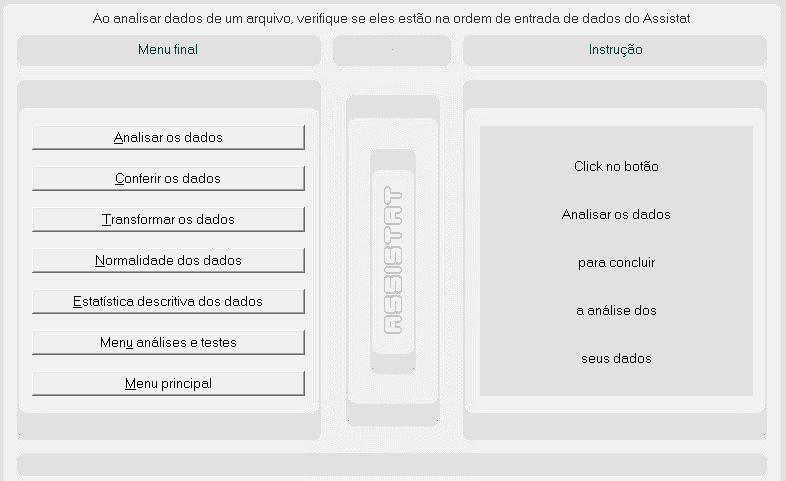 Ao analisar dados de um arquivo, verifique se eles estão na ordem de entrada de dados do Assistat
Menu final
Instrução
Analisar os dados
Conferir os dados
Transformar os dados
Normalidade dos dados
Estatística descritiva dos dados
Menu análises e testes
Menu principal
ASSISTAT
Click no botão
Analisar os dados
para concluir
a análise dos
seus dados